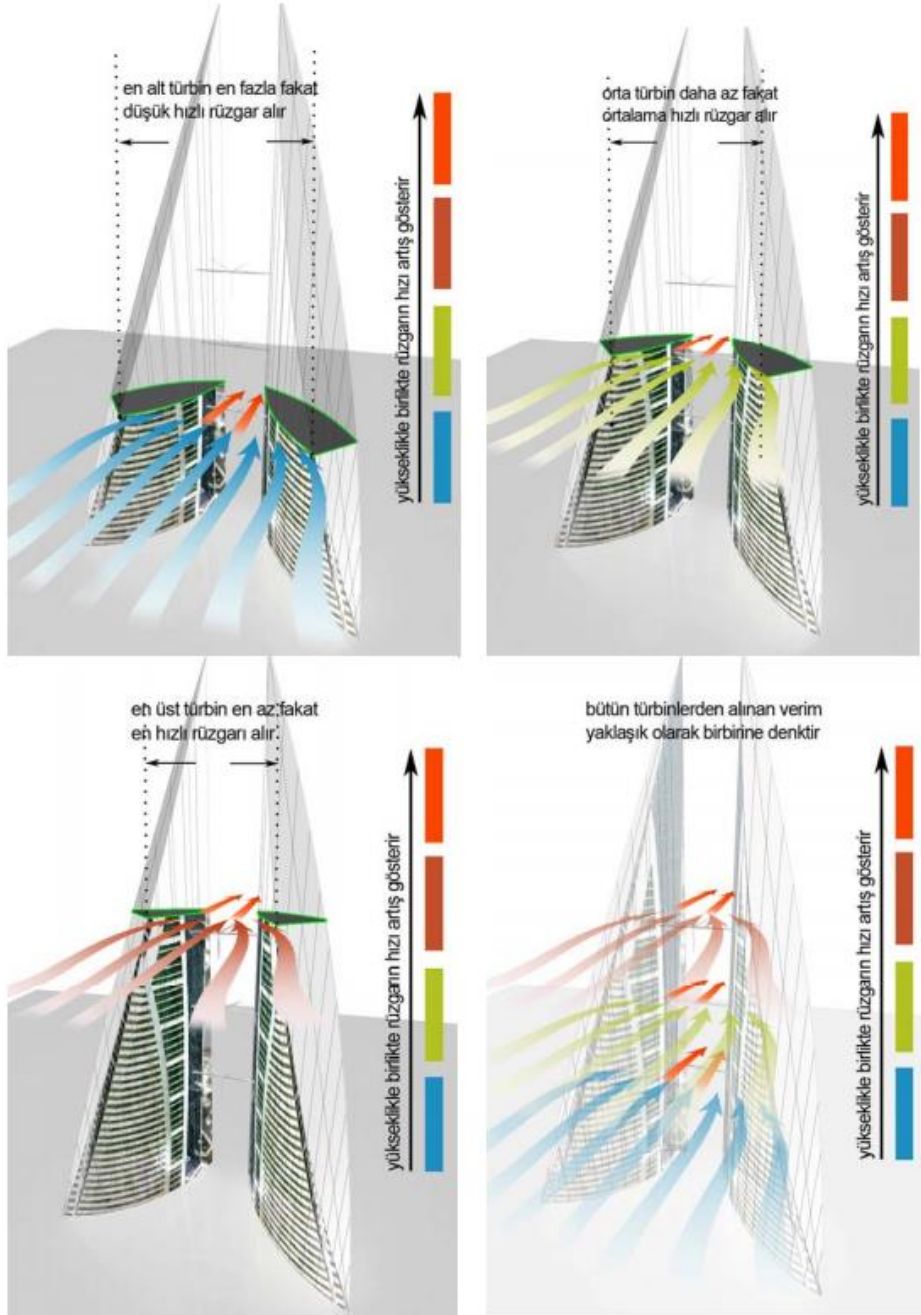 en alt türbin en fazla fakat
düşük hızlı rüzgar alır
yükseklikle birlikte rüzgarın hızı artış gösterir
orta türbin daha az fakat
ortalama hızlı rüzgar alır
yükseklikle birlikte rüzgarın hızı artış gösterir
en üst türbin en az fakat
en hızlı rüzgarı alır
yükseklikle birlikte rüzgarın hızı artış gösterir
bütün türbinlerden alınan verim
yaklaşık olarak birbirine denktir
yükseklikle birlikte rüzgarın hızı artış gösterir